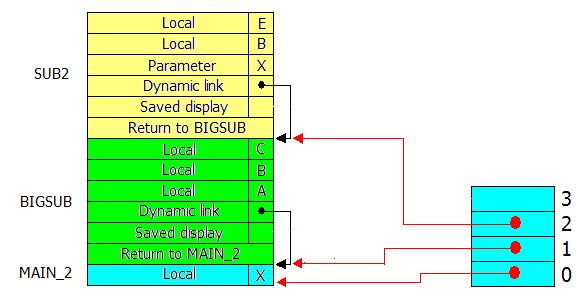 Local E
Local B
SUB2
Parameter X
Dynamic link
Saved display
Return to BIGSUB
Local C
Local B
BIGSUB
Local A
Dynamic link
Saved display
Return to MAIN_2
MAIN_2
Local X
3
2
1
0